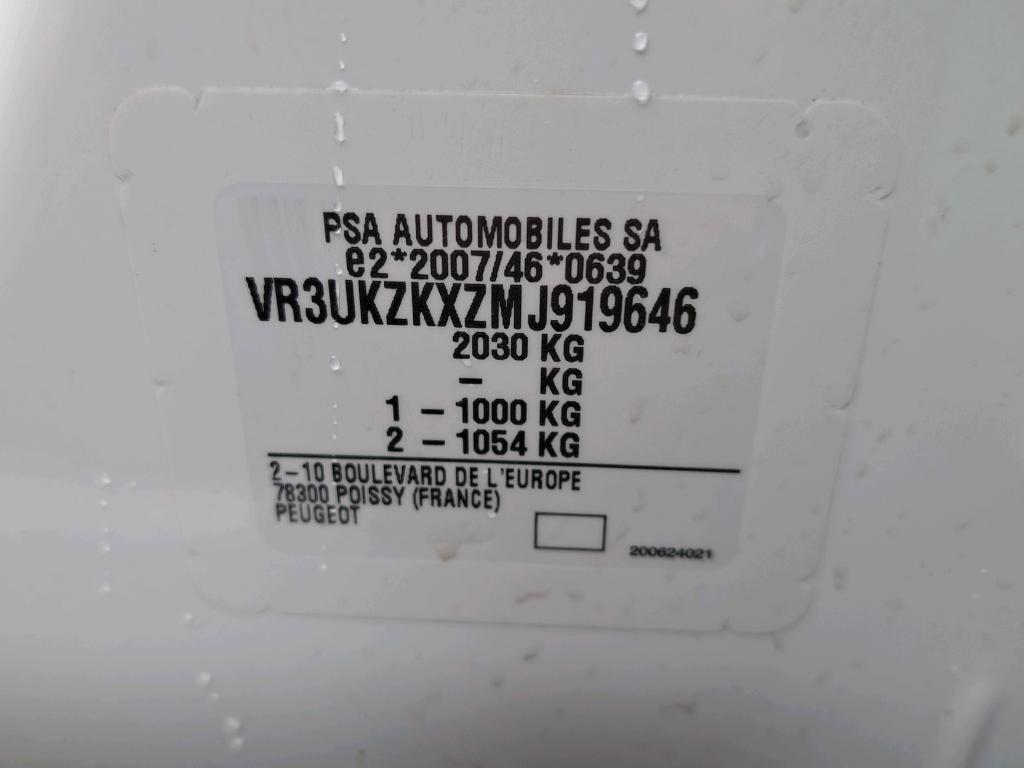 PSA AUTOMOBILES SA
e2*2007/46*0639
VR3UKZKXZMJ919646
2030 KG
– KG
1 – 1000 KG
2 – 1054 KG
2–10 BOULEVARD DE L'EUROPE
78300 POISSY (FRANCE)
PEUGEOT
200624021